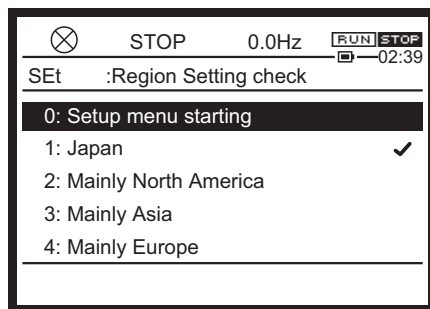 STOP 0.0Hz RUN STOP
02:39
SEt :Region Setting check
0: Setup menu starting
1: Japan
2: Mainly North America
3: Mainly Asia
4: Mainly Europe